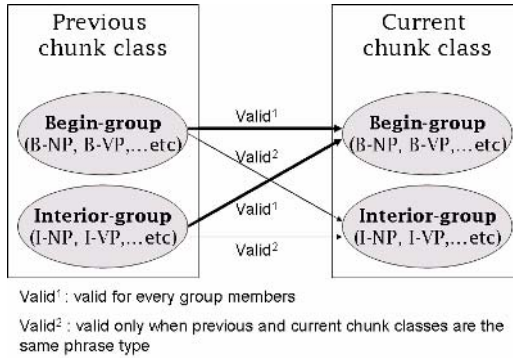 Previous
chunk class
Current
chunk class
Begin-group
(B-NP, B-VP,...etc)
Valid¹
Begin-group
(B-NP, B-VP,...etc)
Valid²
Interior-group
(I-NP, I-VP,...etc)
Valid¹
Valid²
Interior-group
(I-NP, I-VP,...etc)
Valid¹ : valid for every group members
Valid² : valid only when previous and current chunk classes are the
same phrase type